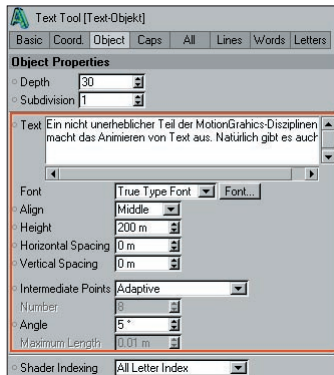 Text Tool [Text-Objekt]
Basic Coord. Object Caps All Lines Words Letters
Object Properties
Depth 30
Subdivision 1
Text Ein nicht unerheblicher Teil der MotionGrahics-Disziplinen
macht das Animieren von Text aus. Natürlich gibt es auch
Font True Type Font Font...
Align Middle
Height 200 m
Horizontal Spacing 0 m
Vertical Spacing 0 m
Intermediate Points Adaptive
Number 8
Angle 5 °
Maximum Length 0.01 m
Shader Indexing All Letter Index